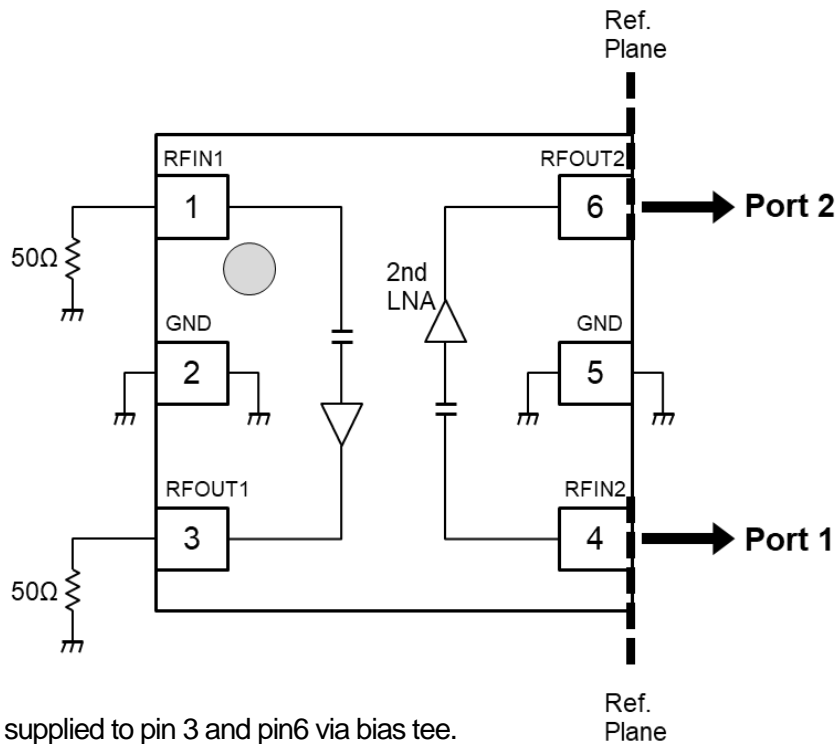 Ref.
Plane
RFIN1
RFOUT2
1
6
Port 2
50Ω
2nd
LNA
GND
GND
2
5
RFOUT1
RFIN2
3
4
Port 1
50Ω
Ref.
Plane
supplied to pin 3 and pin6 via bias tee.